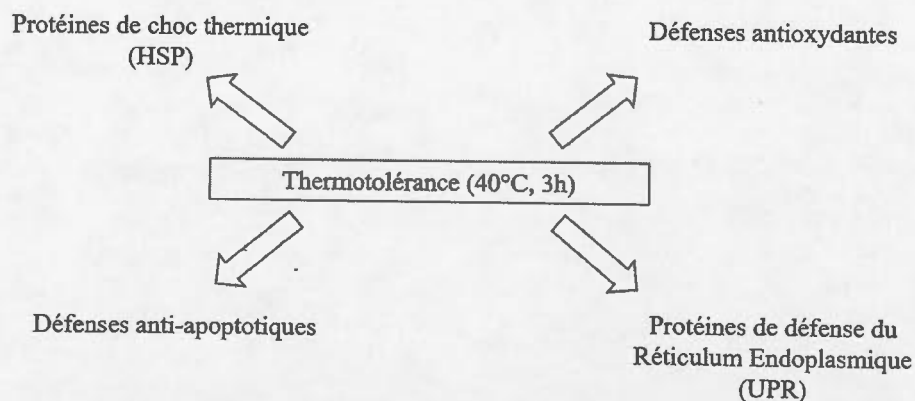 Protéines de choc thermique
(HSP)
Défenses antioxydantes
Thermotolérance (40°C, 3h)
Défenses anti-apoptotiques
Protéines de défense du
Réticulum Endoplasmique
(UPR)